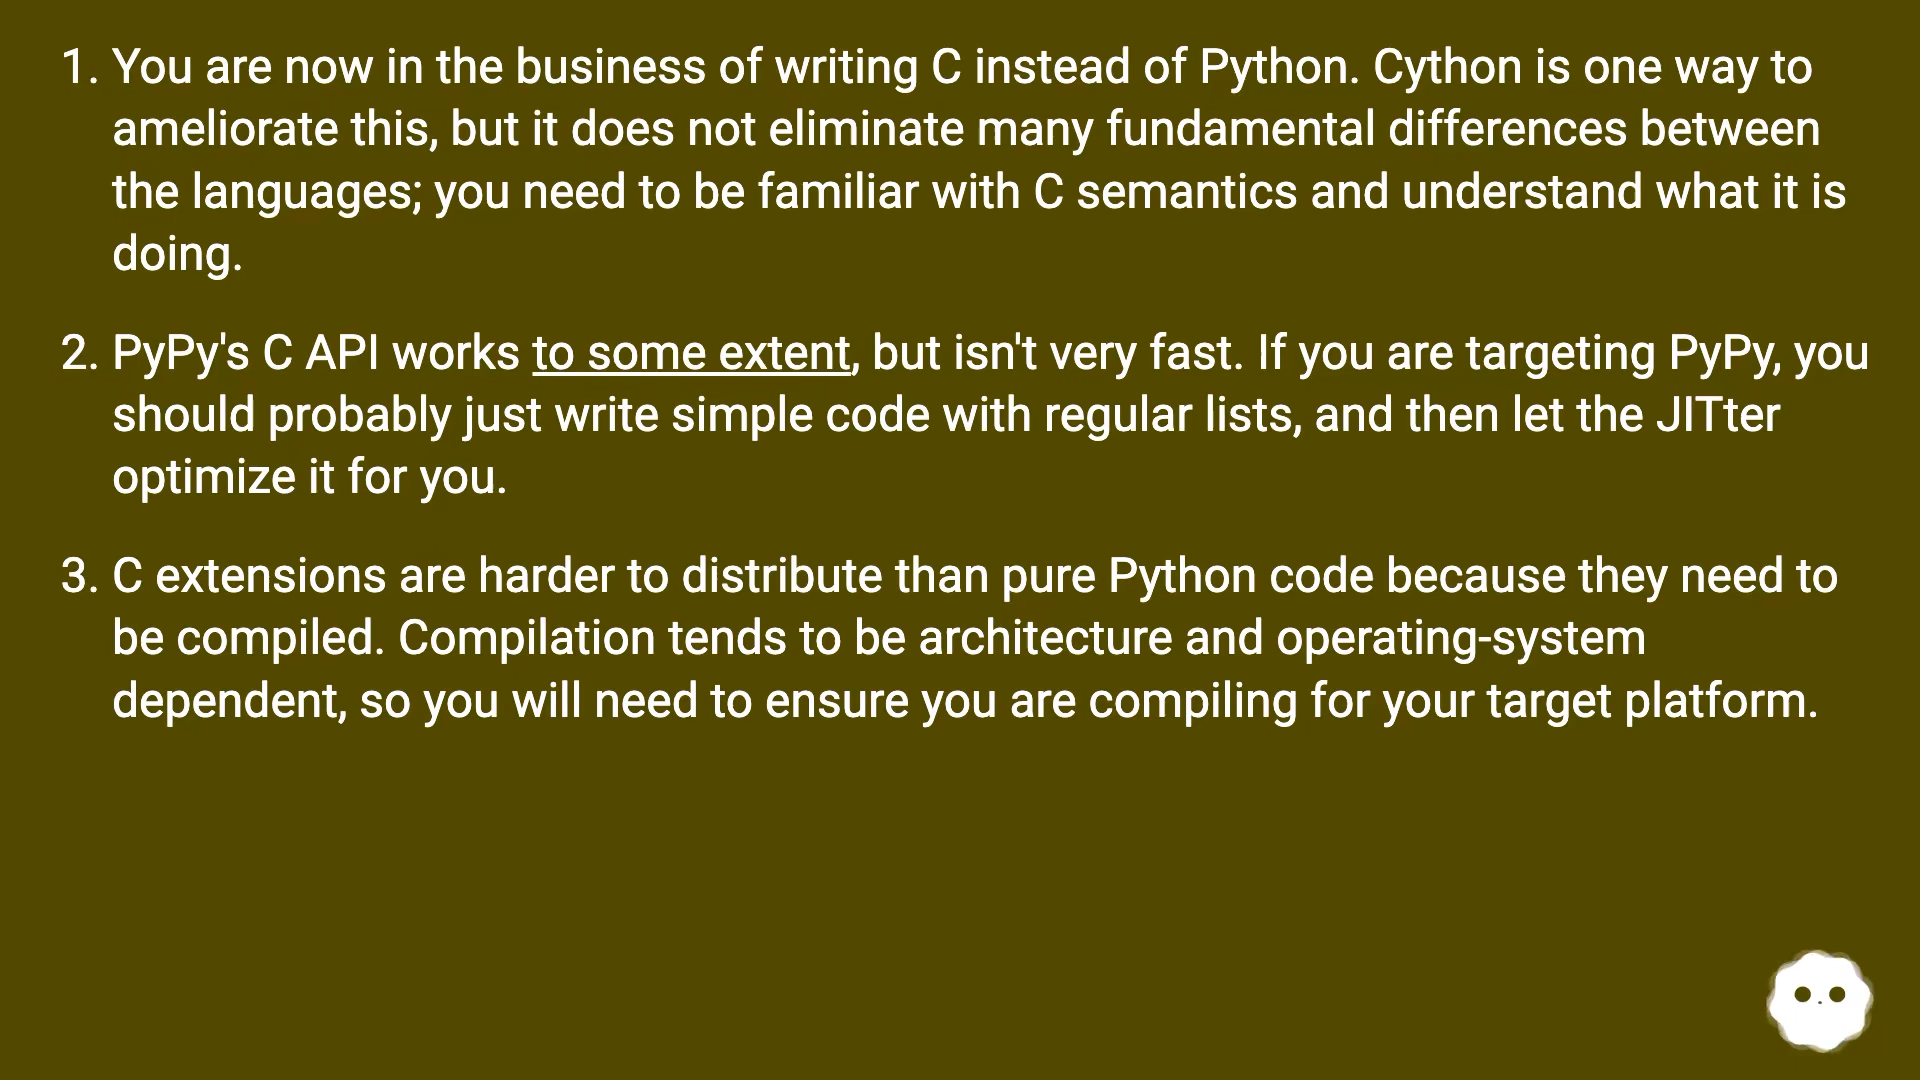 1. You are now in the business of writing C instead of Python. Cython is one way to
ameliorate this, but it does not eliminate many fundamental differences between
the languages; you need to be familiar with C semantics and understand what it is
doing.
2. PyPy's C API works to some extent, but isn't very fast. If you are targeting PyPy, you
should probably just write simple code with regular lists, and then let the JITter
optimize it for you.
3. C extensions are harder to distribute than pure Python code because they need to
be compiled. Compilation tends to be architecture and operating-system
dependent, so you will need to ensure you are compiling for your target platform.